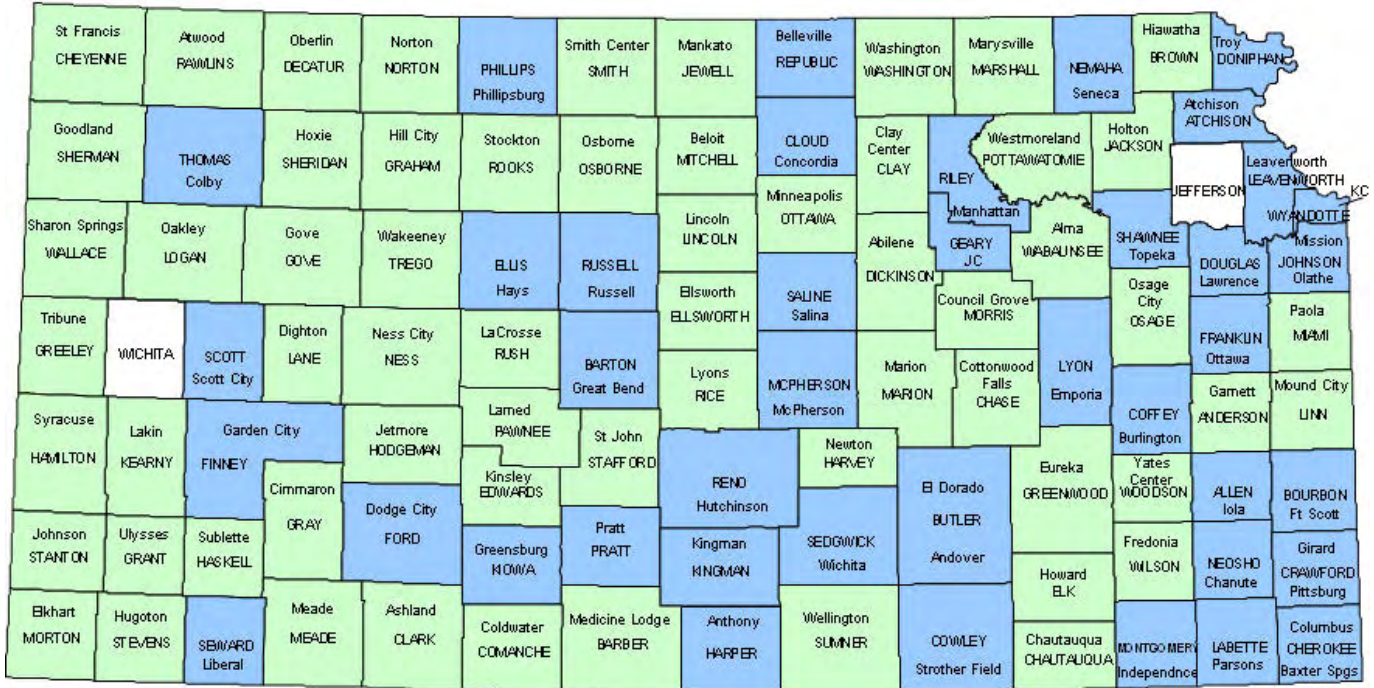 St Francis
CHEYENNE
Atwood
RAWLINS
Oberlin
DECATUR
Norton
NORTON
PHILLIPS
Phillipsburg
Smith Center
SMITH
Mankato
JEWELL
Belleville
REPUBLIC
Washington
WASHINGTON
Marysville
MARSHALL
NEMAHA
Seneca
Hiawatha
BROWN
Troy
DONIPHAN
Goodland
SHERMAN
THOMAS
Colby
Hoxie
SHERIDAN
Hill City
GRAHAM
Stockton
ROOKS
Osborne
OSBORNE
Beloit
MITCHELL
CLOUD
Concordia
Clay
Center
CLAY
RILEY
Manhattan
Westmoreland
POTTAWATOMIE
Holton
JACKSON
Atchison
ATCHISON
JEFFERSON
Leavenworth
LEAVENWORTH
KC
WYANDOTTE
Sharon Springs
WALLACE
Oakley
LOGAN
Gove
GOVE
Wakeeney
TREGO
ELLIS
Hays
RUSSELL
Russell
Lincoln
LINCOLN
Minneapolis
OTTAWA
Abilene
DICKINSON
GEARY
JC
Alma
WABAUNSEE
SHAWNEE
Topeka
DOUGLAS
Lawrence
Mission
JOHNSON
Olathe
Tribune
GREELEY
WICHITA
SCOTT
Scott City
Dighton
LANE
Ness City
NESS
LaCrosse
RUSH
BARTON
Great Bend
Ellsworth
ELLSWORTH
SALINE
Salina
Council Grove
MORRIS
Osage
City
OSAGE
FRANKLIN
Ottawa
Paola
MIAMI
Lyons
RICE
MCPHERSON
McPherson
Marion
MARION
Cottonwood
Falls
CHASE
LYON
Emporia
COFFEY
Burlington
Garnett
ANDERSON
Mound City
LINN
Syracuse
HAMILTON
Lakin
KEARNY
Garden City
FINNEY
Jetmore
HODGEMAN
Larned
PAWNEE
St John
STAFFORD
Kinsley
EDWARDS
RENO
Hutchinson
Newton
HARVEY
El Dorado
BUTLER
Andover
Eureka
GREENWOOD
Yates
Center
WOODSON
ALLEN
Iola
BOURBON
Ft Scott
Cimmaron
GRAY
Dodge City
FORD
Johnson
STANTON
Ulysses
GRANT
Sublette
HASKELL
Greensburg
KIOWA
Pratt
PRATT
Kingman
KINGMAN
SEDGWICK
Wichita
Fredonia
WILSON
NEOSHO
Chanute
Girard
CRAWFORD
Pittsburg
Howard
ELK
Elkhart
MORTON
Hugoton
STEVENS
SEWARD
Liberal
Meade
MEADE
Ashland
CLARK
Coldwater
COMANCHE
Medicine Lodge
BARBER
Anthony
HARPER
Wellington
SUMNER
COWLEY
Strother Field
Chautauqua
CHAUTAUQUA
MONTGOMERY
Independnce
LABETTE
Parsons
Columbus
CHEROKEE
Baxter Spgs